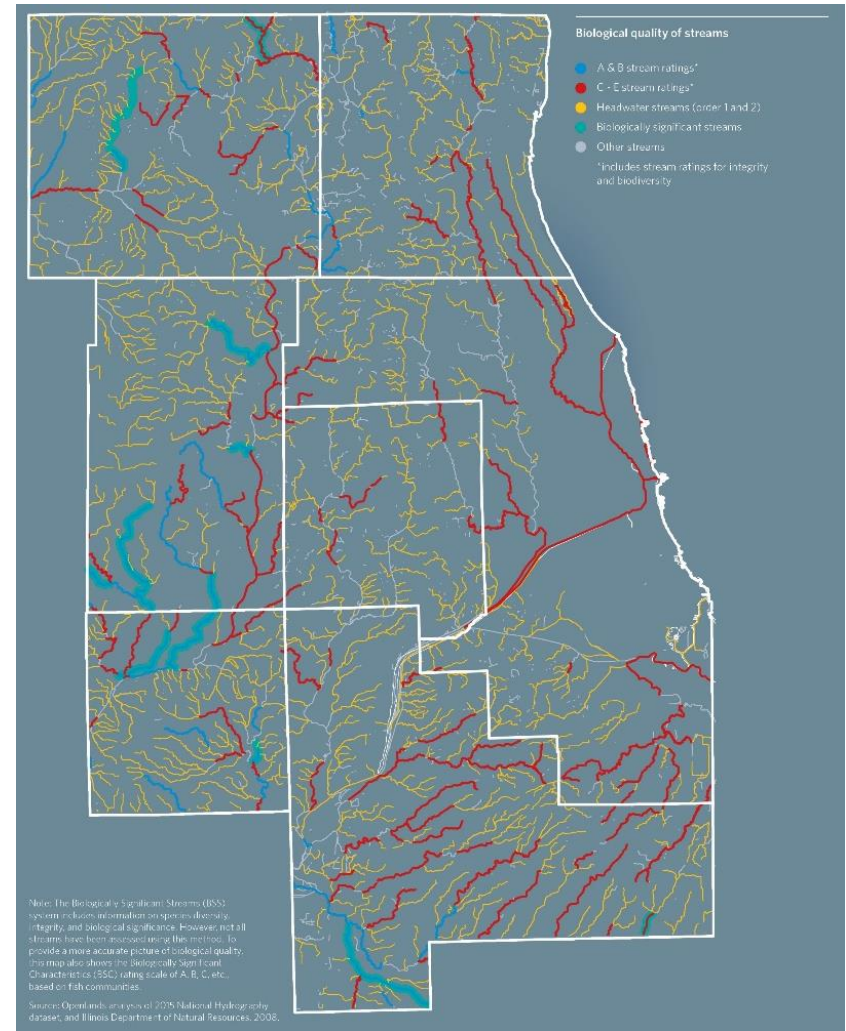 Biological quality of streams
A & B stream ratings*
C - E stream ratings*
Headwater streams (order 1 and 2)
Biologically significant streams
Other streams
*includes stream ratings for integrity
and biodiversity
Note: The Biologically Significant Streams (BSS)
system includes information on species diversity,
integrity, and biological significance. However, not all
streams have been assessed using this method. To
provide a more accurate picture of biological quality,
this map also shows the Biologically Significant
Characteristics (BSC) rating scale of A, B, C, etc.,
based on fish communities.
Source: Openlands analysis of 2015 National Hydrography
dataset, and Illinois Department of Natural Resources, 2008.